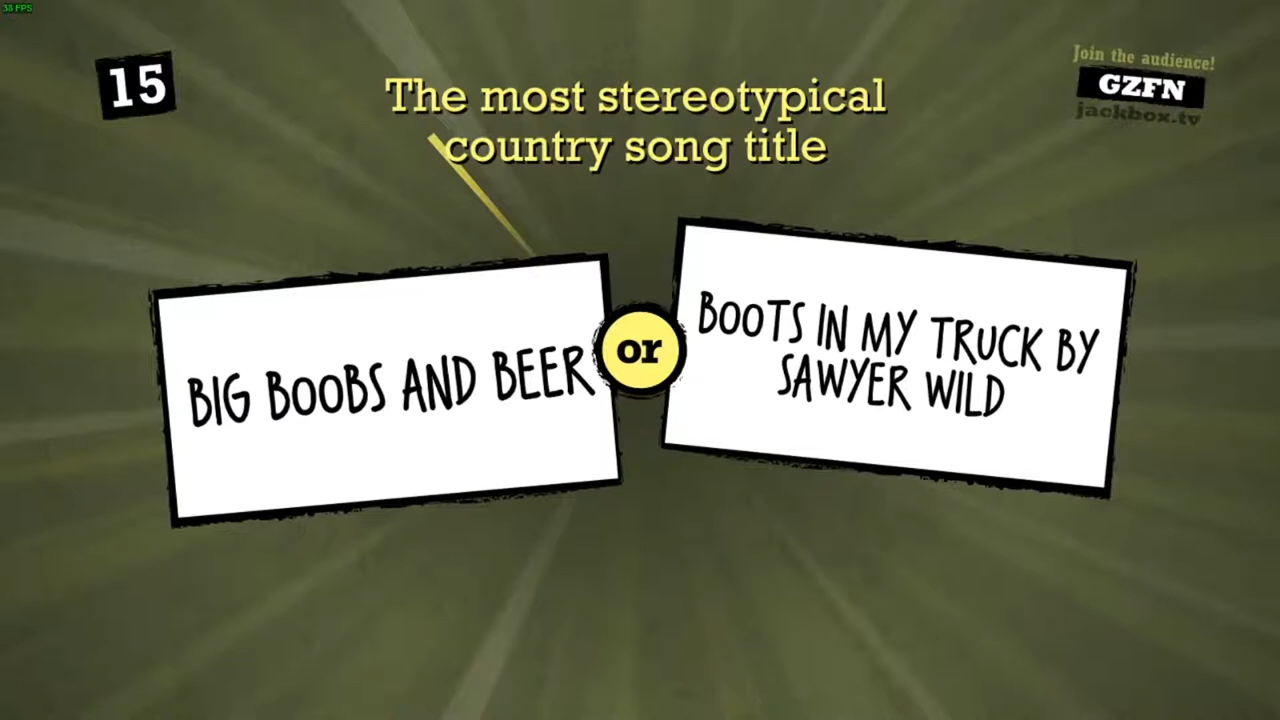 33 FPS
15
The most stereotypical
country song title
Join the audience!
GZFN
jackbox.tv
BIG BOOBS AND BEER
or
BOOTS IN MY TRUCK BY
SAWYER WILD